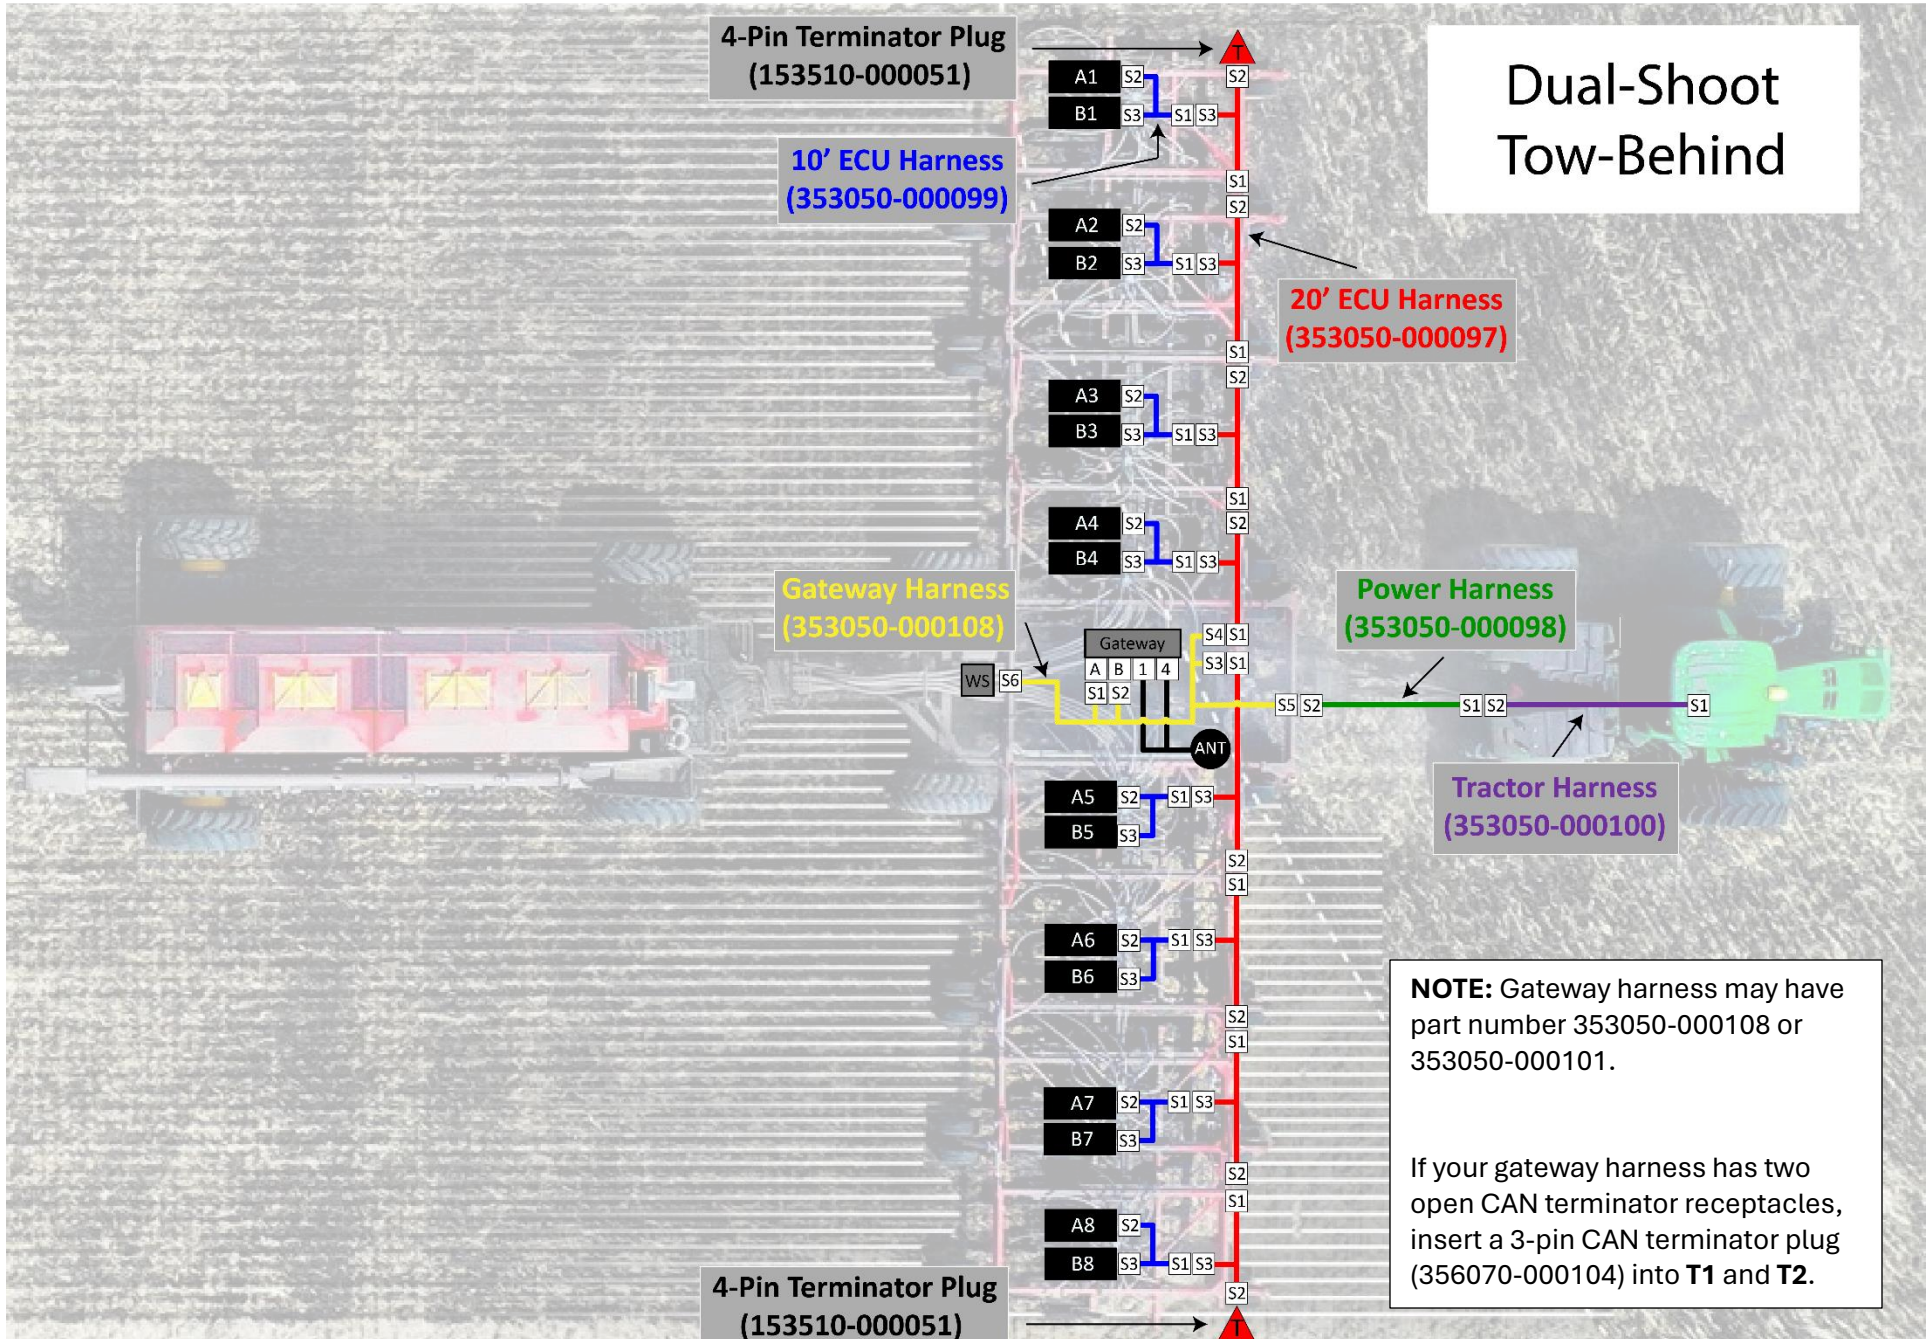 4-Pin Terminator Plug
(153510-000051)
T
Dual-Shoot
Tow-Behind
S2
A1 S2
B1 S3 S1 S3
10' ECU Harness
(353050-000099)
S1
S2
A2 S2
B2 S3 S1 S3
20' ECU Harness
(353050-000097)
S1
S2
A3 S2
B3 S3 S1 S3
S1
S2
A4 S2
B4 S3 S1 S3
Gateway Harness
(353050-000108)
Power Harness
(353050-000098)
Gateway
A B 1 4
S1 S2
S4 S1
S3 S1
WS S6
S5 S2
S1 S2
S1
ANT
Tractor Harness
(353050-000100)
A5 S2 S1 S3
B5 S3
S2
S1
A6 S2 S1 S3
B6 S3
S2
S1
A7 S2 S1 S3
B7 S3
S2
S1
A8 S2
B8 S3 S1 S3
S2
4-Pin Terminator Plug
(153510-000051)
T
NOTE: Gateway harness may have
part number 353050-000108 or
353050-000101.
If your gateway harness has two
open CAN terminator receptacles,
insert a 3-pin CAN terminator plug
(356070-000104) into T1 and T2.